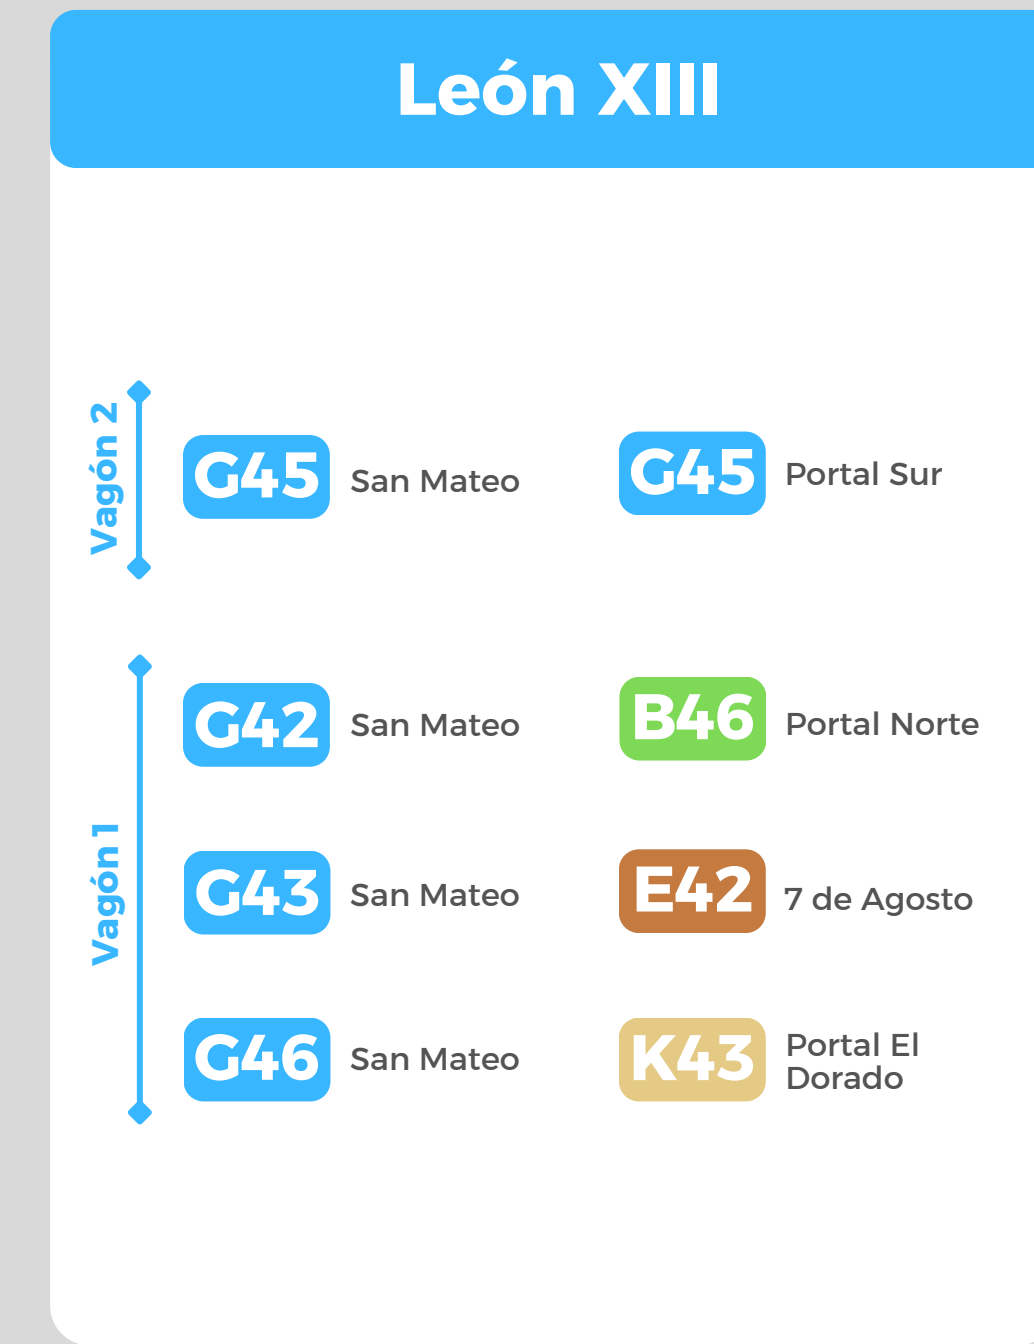 León XIII
Vagón 2
G45 San Mateo
G45 Portal Sur
Vagón 1
G42 San Mateo
B46 Portal Norte
G43 San Mateo
E42 7 de Agosto
G46 San Mateo
K43 Portal El
Dorado